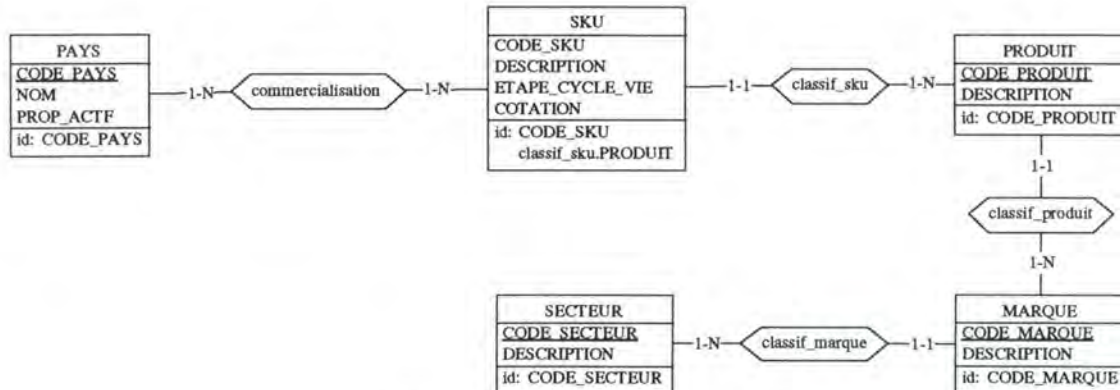 PAYS
CODE_PAYS
NOM
PROP_ACTF
id: CODE_PAYS
1-N
commercialisation
1-N
SKU
CODE_SKU
DESCRIPTION
ETAPE_CYCLE_VIE
COTATION
id: CODE_SKU
classif_sku.PRODUIT
1-1
classif_sku
1-N
PRODUIT
CODE_PRODUIT
DESCRIPTION
id: CODE_PRODUIT
1-1
classif_produit
1-N
SECTEUR
CODE_SECTEUR
DESCRIPTION
id: CODE_SECTEUR
1-N
classif_marque
1-1
MARQUE
CODE_MARQUE
DESCRIPTION
id: CODE_MARQUE